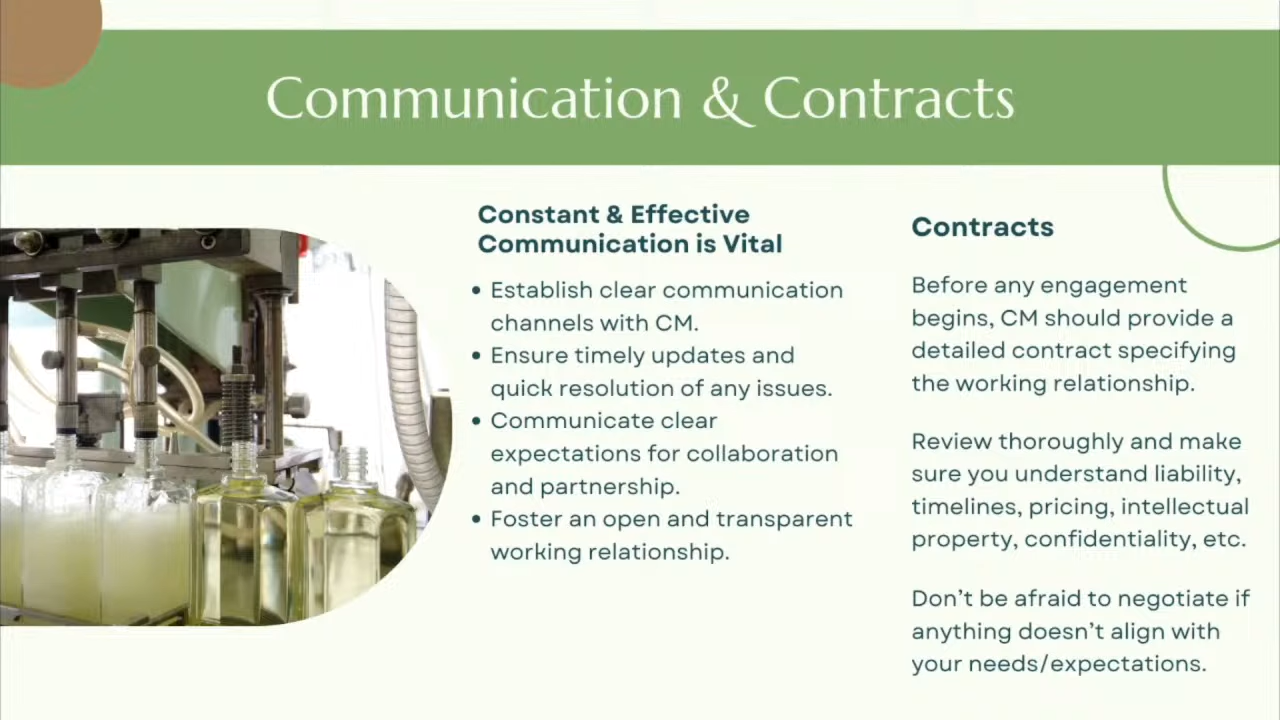 Communication & Contracts
Constant & Effective
Communication is Vital
• Establish clear communication
channels with CM.
• Ensure timely updates and
quick resolution of any issues.
• Communicate clear
expectations for collaboration
and partnership.
• Foster an open and transparent
working relationship.
Contracts
Before any engagement
begins, CM should provide a
detailed contract specifying
the working relationship.
Review thoroughly and make
sure you understand liability,
timelines, pricing, intellectual
property, confidentiality, etc.
Don’t be afraid to negotiate if
anything doesn’t align with
your needs/expectations.